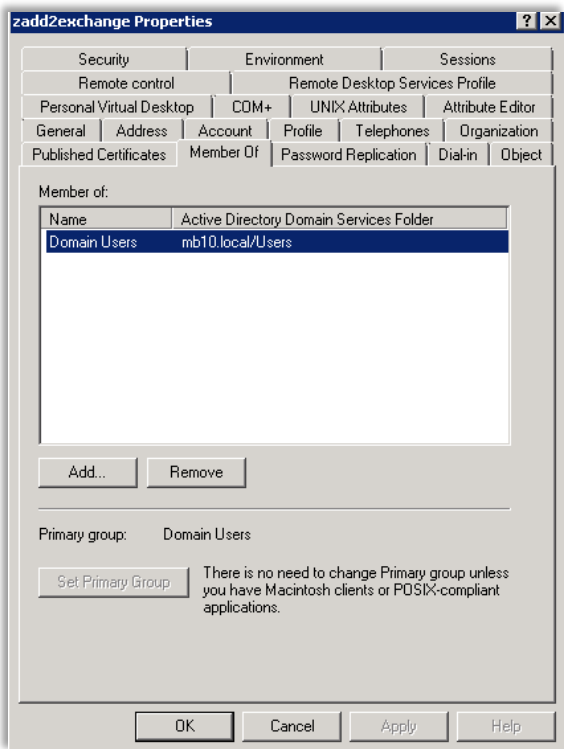 zadd2exchange Properties
Security Environment Sessions
Remote control Remote Desktop Services Profile
Personal Virtual Desktop COM+ UNIX Attributes Attribute Editor
General Address Account Profile Telephones Organization
Published Certificates Member Of Password Replication Dial-in Object
Member of:
Name Active Directory Domain Services Folder
Domain Users mb10.local/Users
Add... Remove
Primary group: Domain Users
Set Primary Group
There is no need to change Primary group unless
you have Macintosh clients or POSIX-compliant
applications.
OK Cancel Apply Help